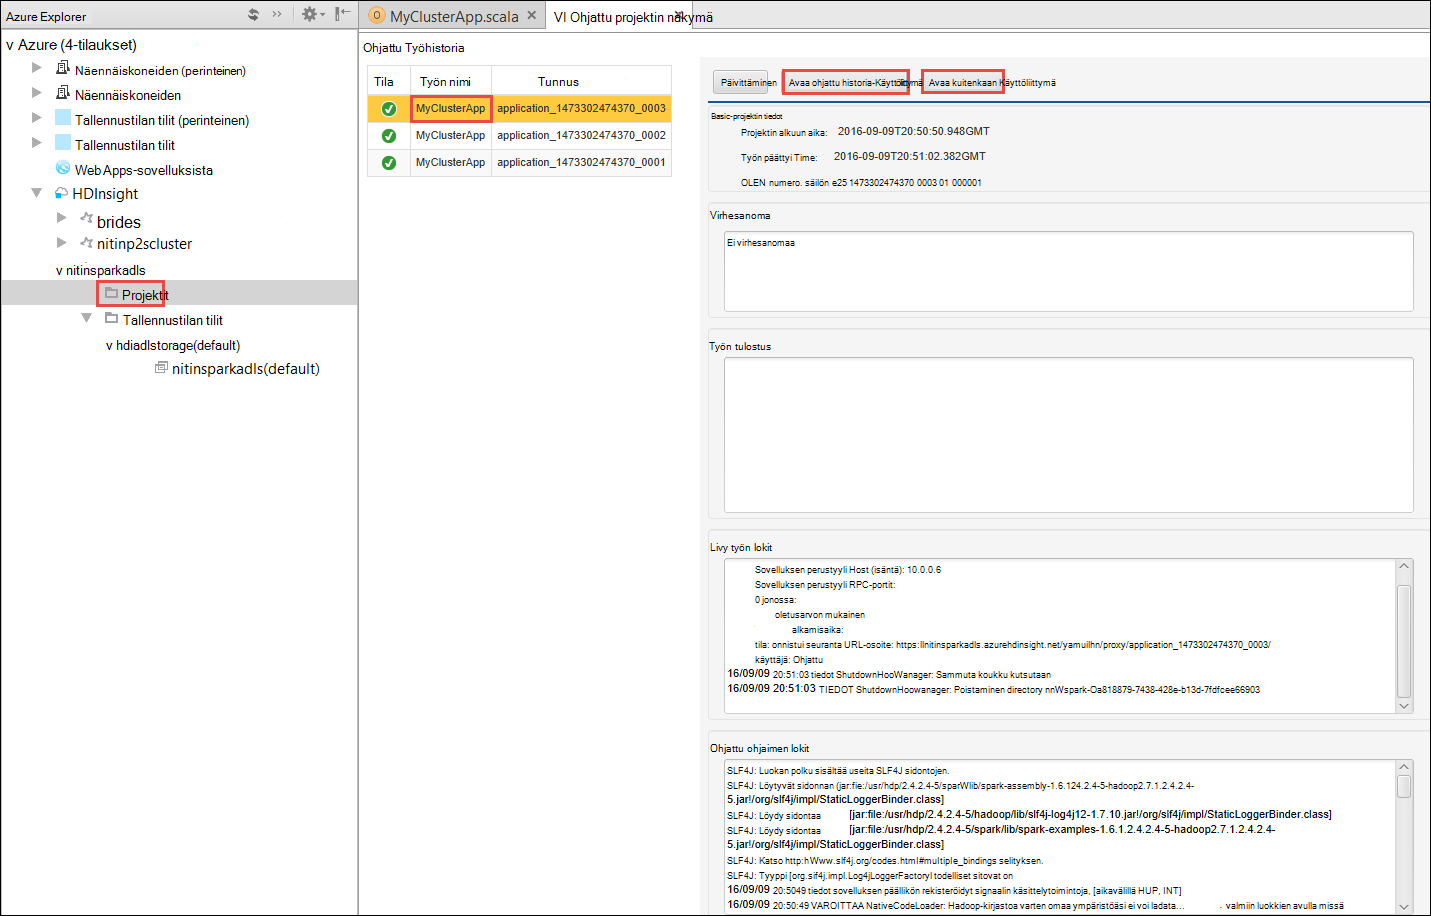 Azure Explorer
v Azure (4-tilaukset)
Näennäiskoneiden (perinteinen)
Näennäiskoneiden
Tallennustilan tilit (perinteinen)
Tallennustilan tilit
Web Apps-sovelluksista
HDInsight
brides
nitinp2scluster
v nitinsparkadls
Projektit
Tallennustilan tilit
v hdiadlstorage(default)
nitinsparkadls(default)
MyClusterApp.scala
VI Ohjattu projektin näkymä
Ohjattu Työhistoria
Tila Työn nimi Tunnus
MyClusterApp application_1473302474370_0003
MyClusterApp application_1473302474370_0002
MyClusterApp application_1473302474370_0001
Päivittäminen Avaa ohjattu historia-Käyttöliittymä Avaa kuitenkaan Käyttöliittymä
Basic-projektin tiedot
Projektin alkuun aika: 2016-09-09T20:50:50.948GMT
Työn päättyi Time: 2016-09-09T20:51:02.382GMT
OLEN numero. säilön e25 1473302474370 0003 01 000001
Virhesanoma
Ei virhesanomaa
Työn tulostus
Livy työn lokit
Sovelluksen perustyyli Host (isäntä): 10.0.0.6
Sovelluksen perustyyli RPC-portit:
0 jonossa:
oletusarvon mukainen
alkamisaika:
tila: onnistui seuranta URL-osoite: https:llnitinsparkadls.azurehdinsight.net/yamuilhn/proxy/application_1473302474370_0003/
käyttäjä: Ohjattu
16/09/09 20:51:03 tiedot ShutdownHooWanager: Sammuta koukku kutsutaan
16/09/09 20:51:03 TIEDOT ShutdownHoowanager: Poistaminen directory nnWspark-Oa818879-7438-428e-b13d-7fdfcee66903
Ohjattu ohjaimen lokit
SLF4J: Luokan polku sisältää useita SLF4J sidontojen.
SLF4J: Löytyvät sidonnan (jar:fie:/usr/hdp/2.4.2.4-5/sparWlib/spark-assembly-1.6.124.2.4-5-hadoop2.7.1.2.4.2.4-
5.jar!/org/slf4j/impl/StaticLoggerBinder.class]
SLF4J: Löydy sidontaa [jar:file:/usr/hdp/2.4.2.4-5/hadoop/lib/slf4j-log4j12-1.7.10.jar!/org/slf4j/impl/StaticLoggerBinder.class]
SLF4J: Löydy sidontaa [jar:file:/usr/hdp/2.4.2.4-5/spark/lib/spark-examples-1.6.1.2.4.2.4-5-hadoop2.7.1.2.4.2.4-
5.jar!/org/slf4j/impl/StaticLoggerBinder.class]
SLF4J: Katso http:hWww.slf4j.org/codes.html#multiple_bindings selityksen.
SLF4J: Tyyppi [org.sif4j.impl.Log4jLoggerFactoryl todelliset sitovat on
16/09/09 20:5049 tiedot sovelluksen päällikön rekisteröidyt signaalin käsittelytoimintoja, [aikavälillä HUP, INT]
16/09/09 20:50:49 VAROITTAA NativeCodeLoader: Hadoop-kirjastoa varten omaa ympäristöäsi ei voi ladata... - valmiin luokkien avulla missä